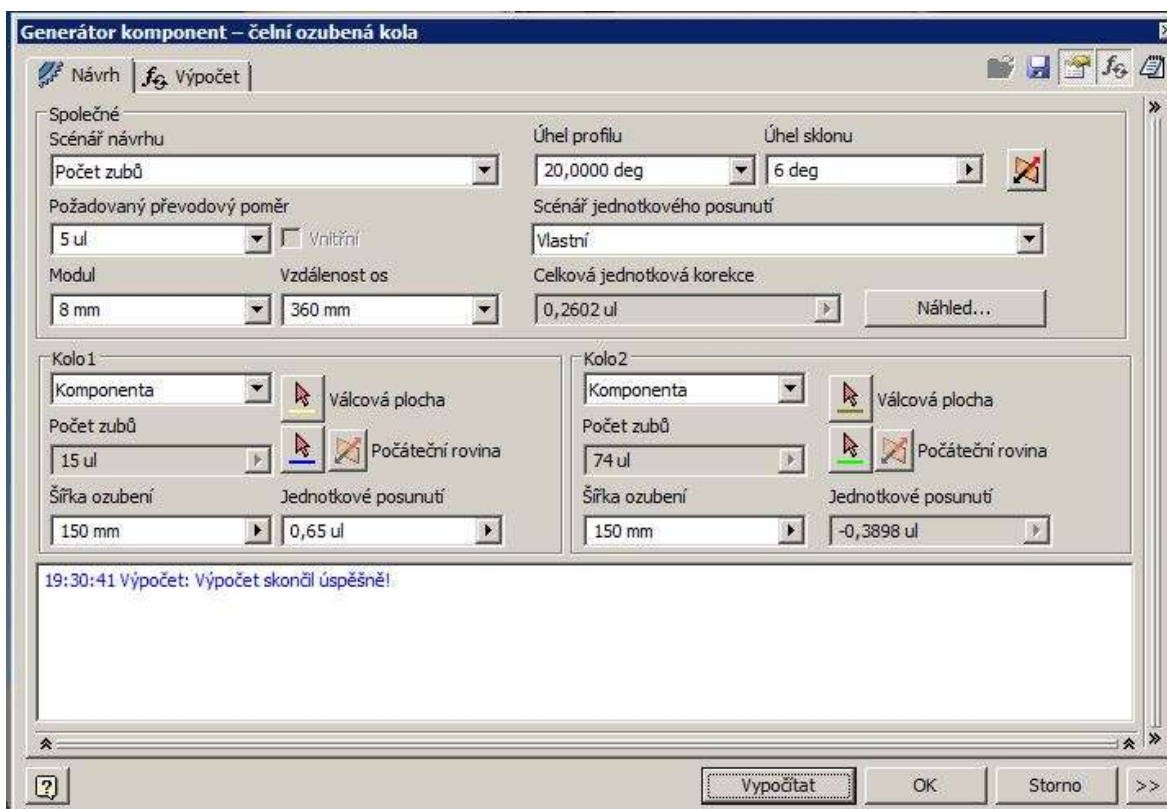 Generátor komponent – čelní ozubená kola
Návrh
Výpočet
Společné
Scénář návrhu
Úhel profilu
Úhel sklonu
Počet zubů
20,0000 deg
6 deg
Požadovaný převodový poměr
Scénář jednotkového posunutí
5 ul
Vnitřní
Vlastní
Modul
Vzdálenost os
Celková jednotková korekce
8 mm
360 mm
0,2602 ul
Náhled...
Kolo1
Komponenta
Válcová plocha
Počet zubů
15 ul
Počáteční rovina
Šířka ozubení
Jednotkové posunutí
150 mm
0,65 ul
Kolo2
Komponenta
Válcová plocha
Počet zubů
74 ul
Počáteční rovina
Šířka ozubení
Jednotkové posunutí
150 mm
-0,3898 ul
19:30:41 Výpočet: Výpočet skončil úspěšně!
Vypočítat
OK
Storno
>>